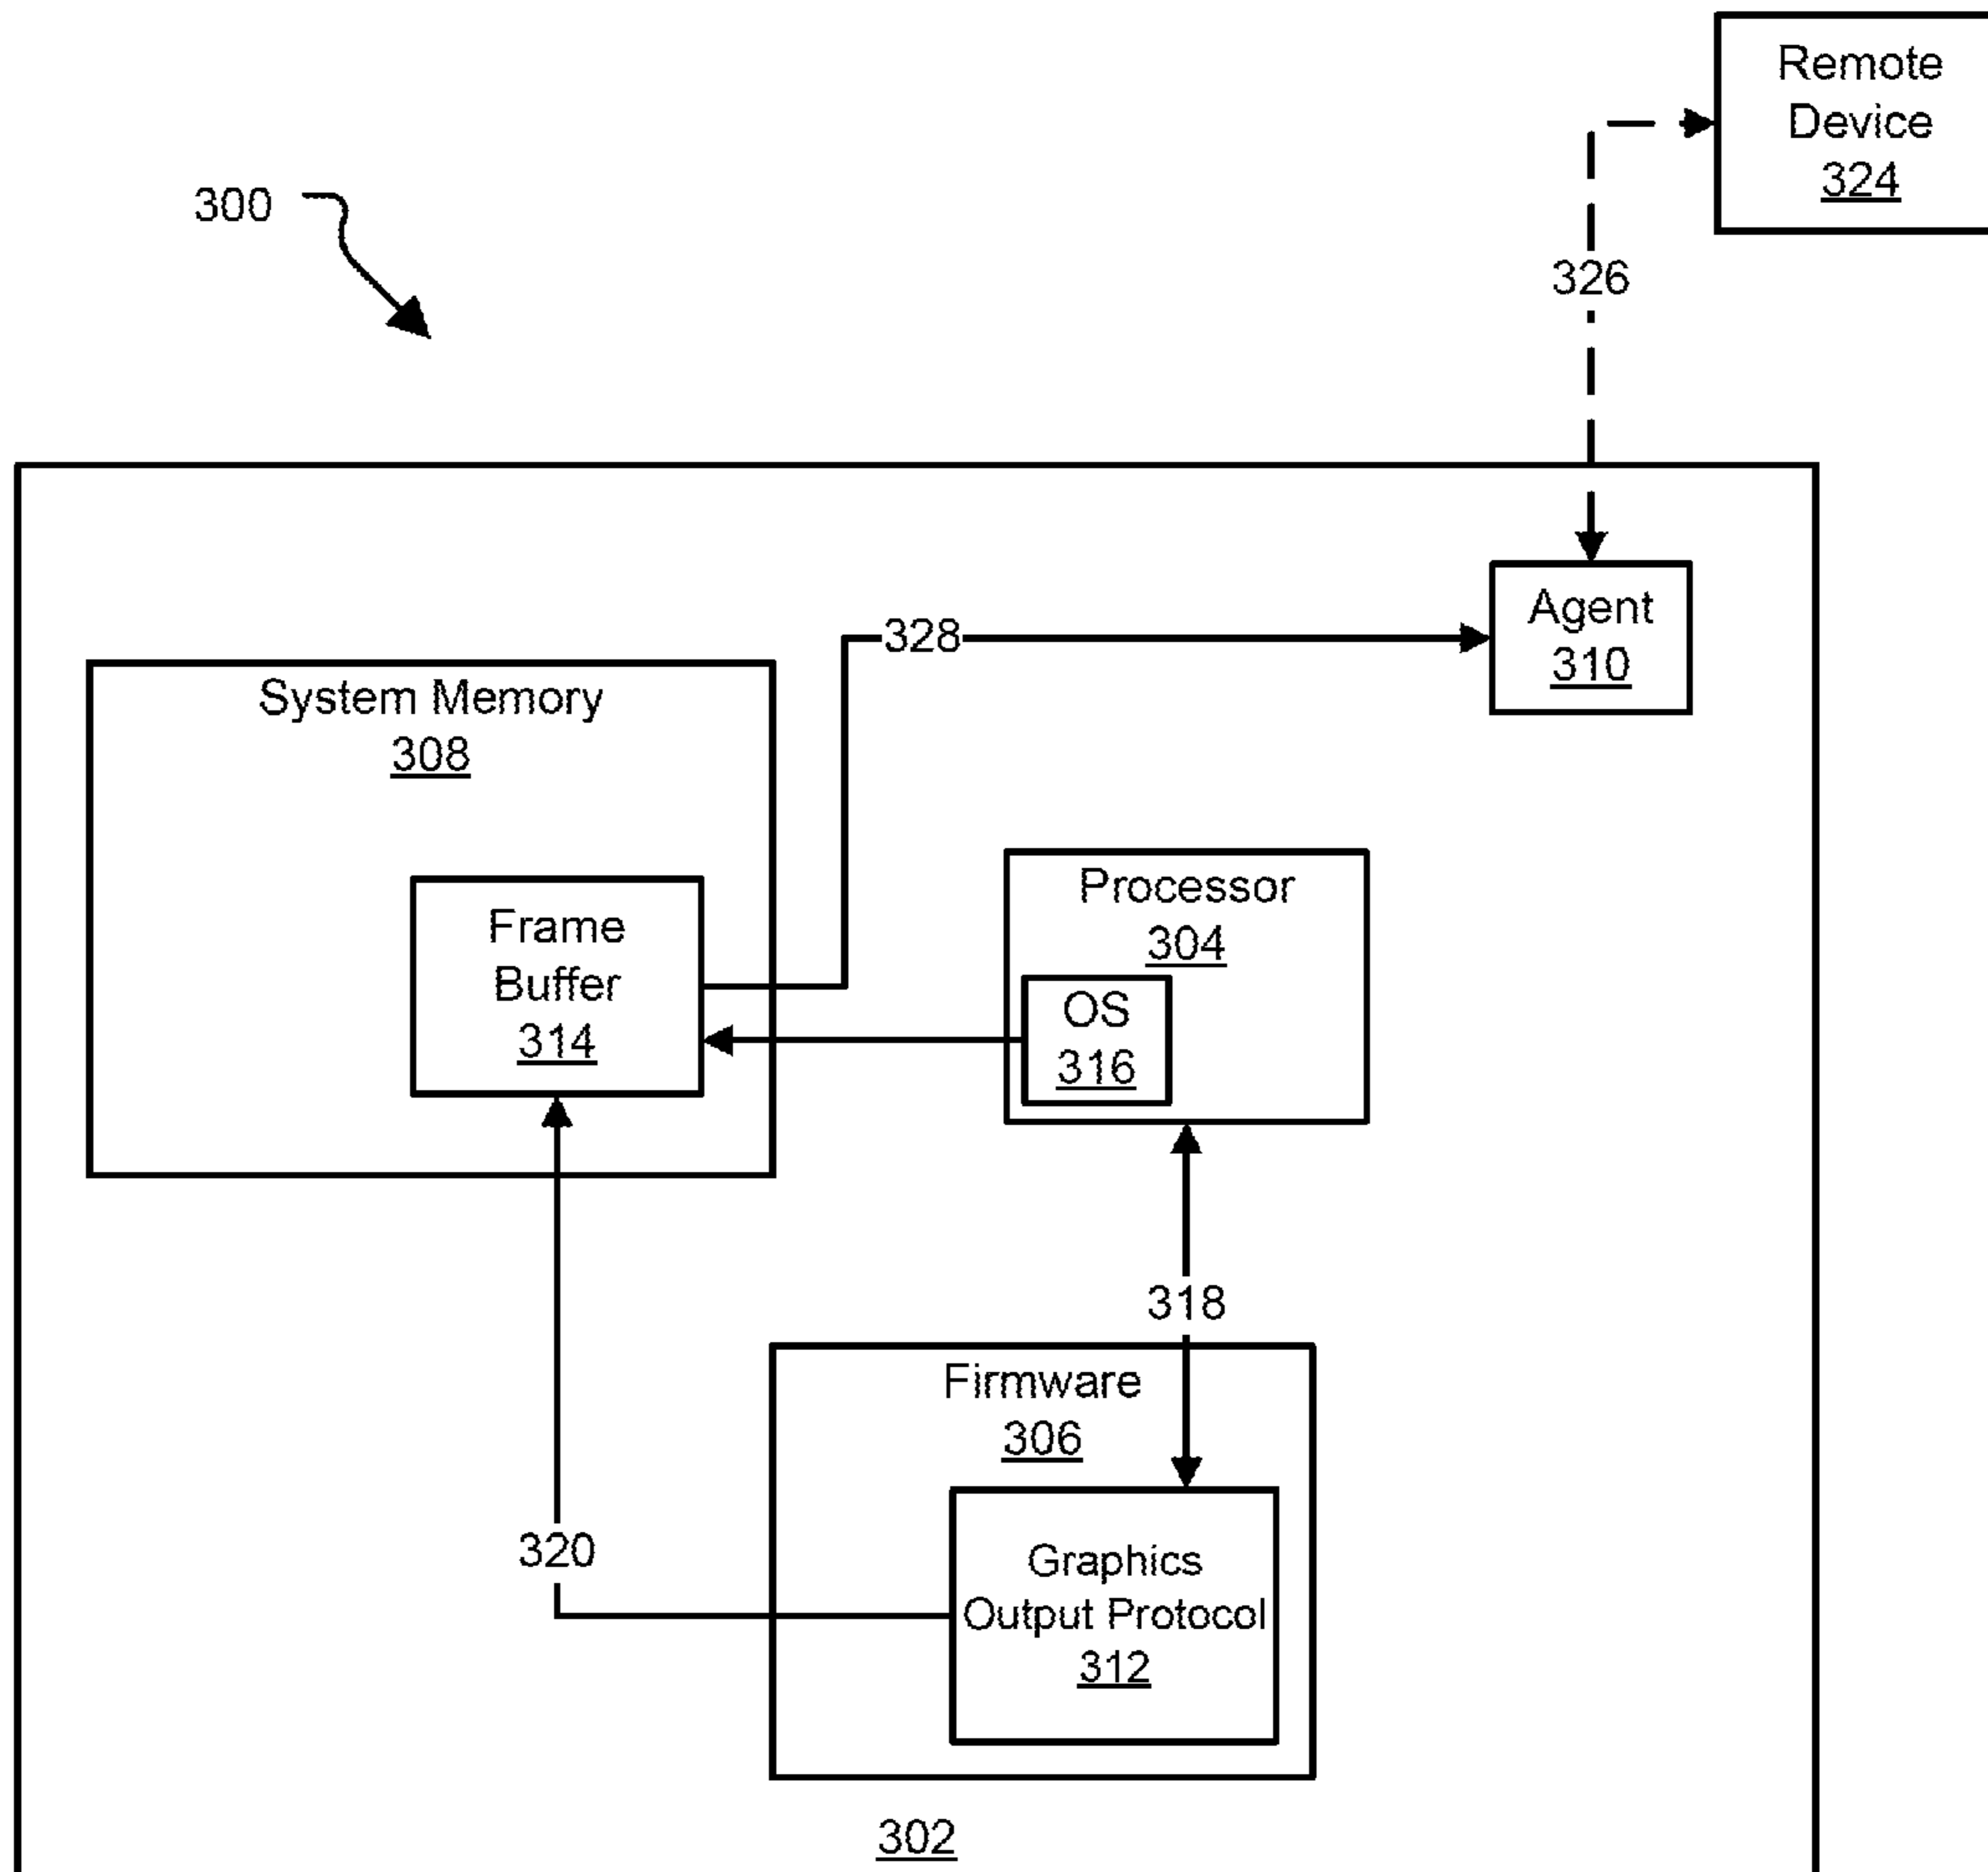 Remote
Device
324
300
326
Agent
310
328
System Memory
308
Processor
304
Frame
Buffer
314
OS
316
318
Firmware
306
320
Graphics
Output Protocol
312
302